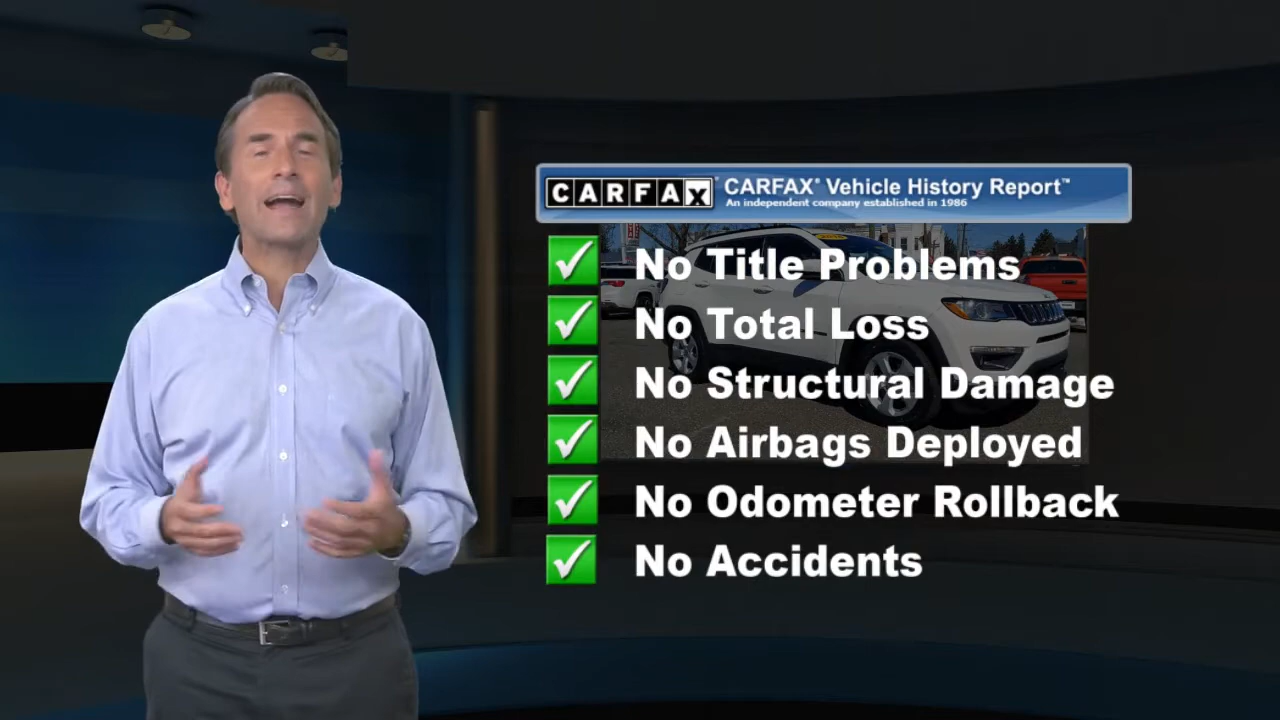 CARFAX CARFAX® Vehicle History Report™
An independent company established in 1986
No Title Problems
No Total Loss
No Structural Damage
No Airbags Deployed
No Odometer Rollback
No Accidents